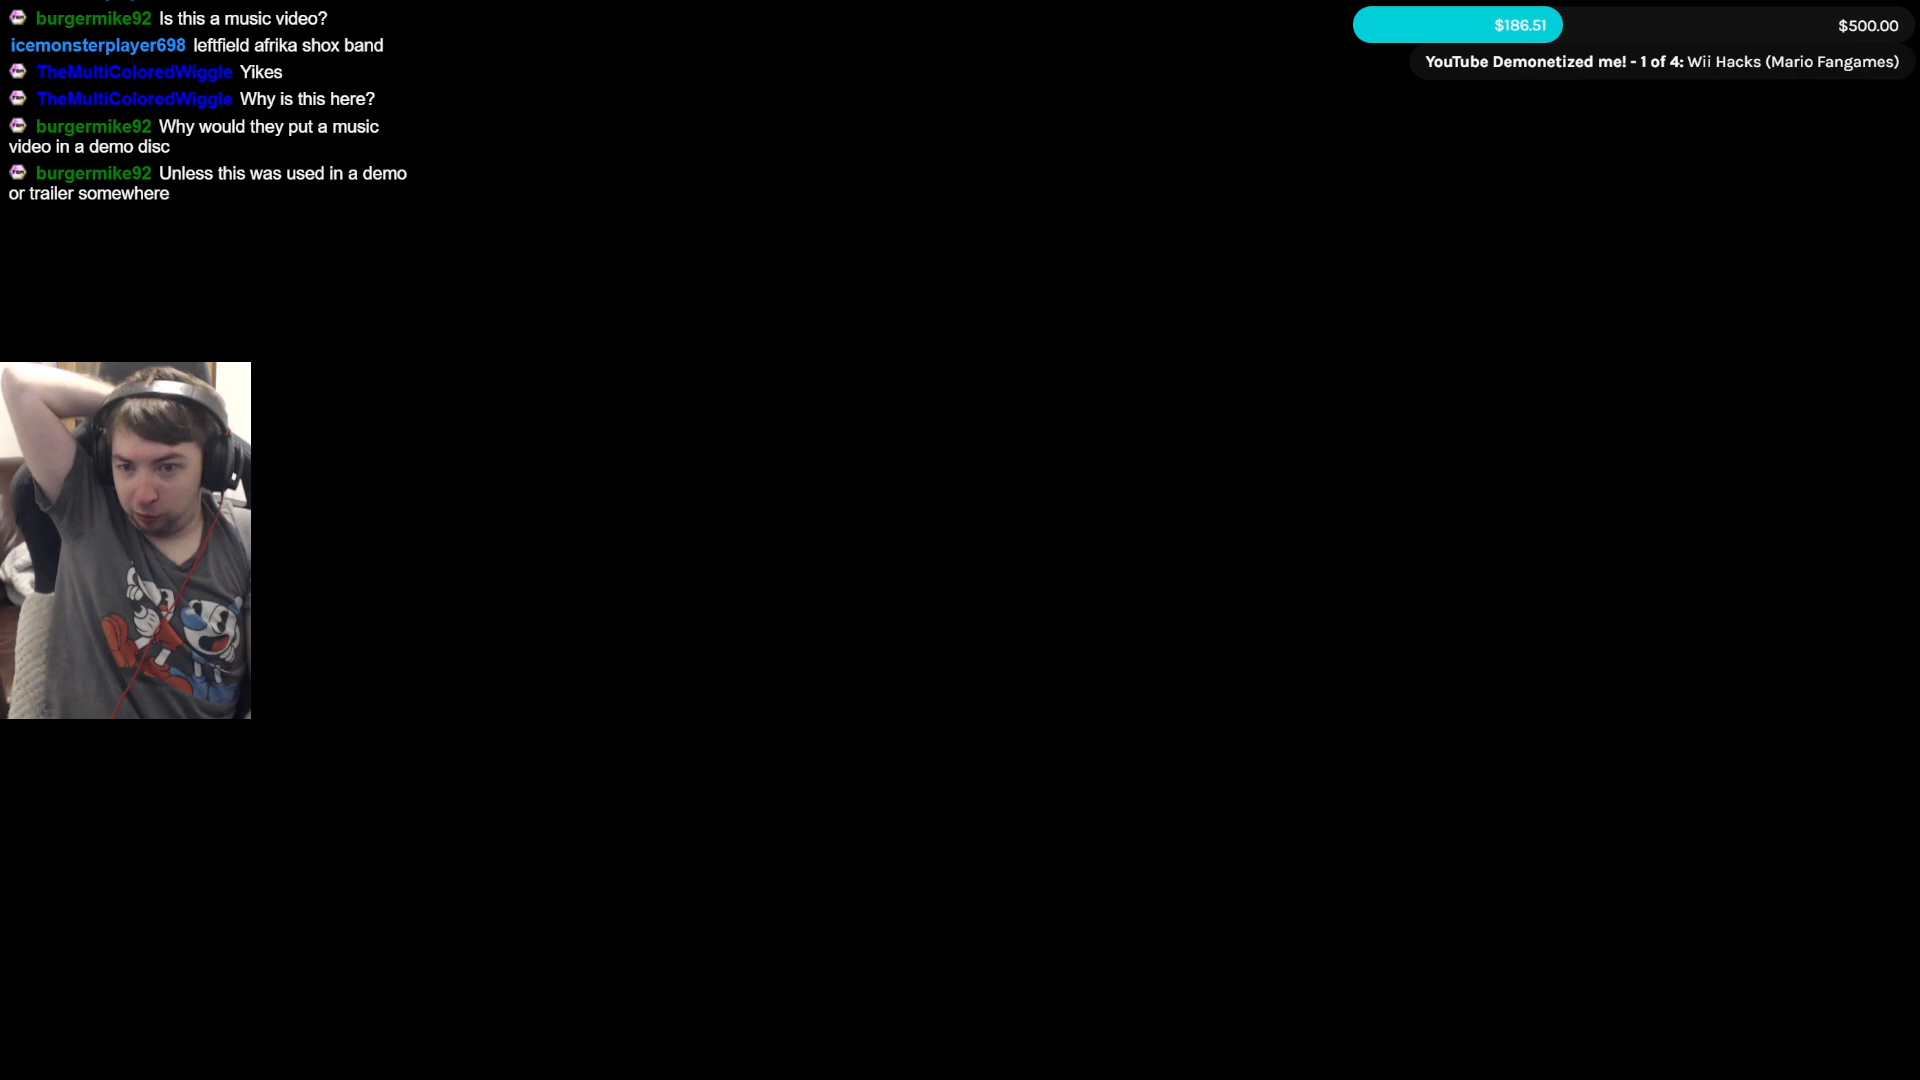 burgermike92 Is this a music video?
icemonsterplayer698 leftfield afrika shox band
TheMultiColoredWiggle Yikes
TheMultiColoredWiggle Why is this here?
burgermike92 Why would they put a music
video in a demo disc
burgermike92 Unless this was used in a demo
or trailer somewhere
$186.51 $500.00
YouTube Demonetized me! - 1 of 4: Wii Hacks (Mario Fangames)